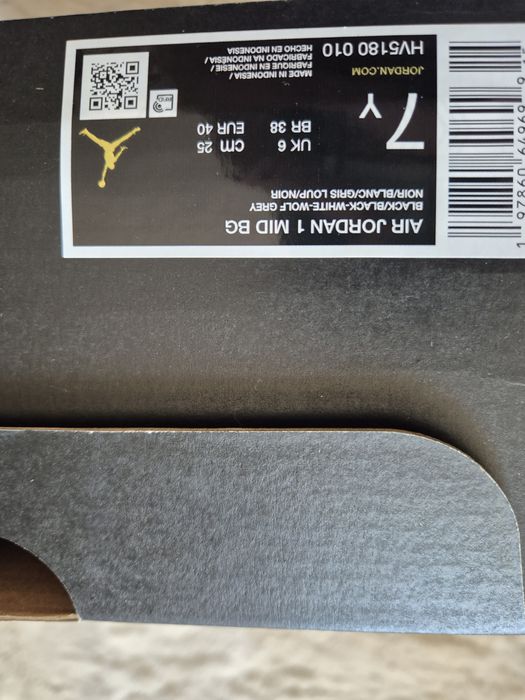 AIR JORDAN 1 MID BG
BLACK/BLACK-WHITE-WOLF GREY
NOIR/BLANC/GRIS LOUP/NOIR
7Y
UK 6 cm 25
BR 38 EUR 40
MADE IN INDONESIA /
FABRIQUE EN INDONESIE /
FABRICADO NA INDONESIA /
HECHO EN INDONESIA
JORDAN.COM
HV5180 010